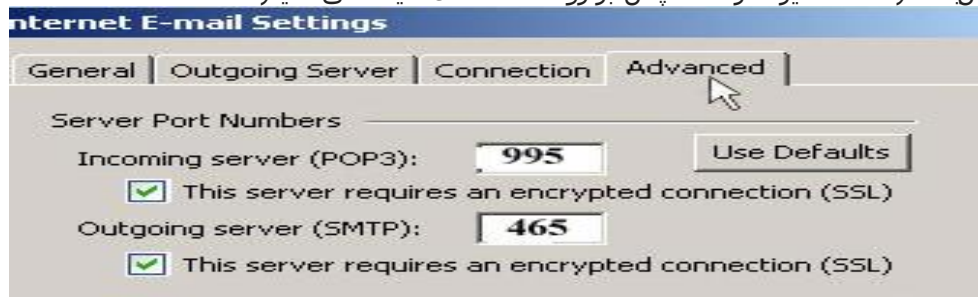 nternet E-mail Settings
General Outgoing Server Connection Advanced
Server Port Numbers
Incoming server (POP3): 995 Use Defaults
This server requires an encrypted connection (SSL)
Outgoing server (SMTP): 465
This server requires an encrypted connection (SSL)